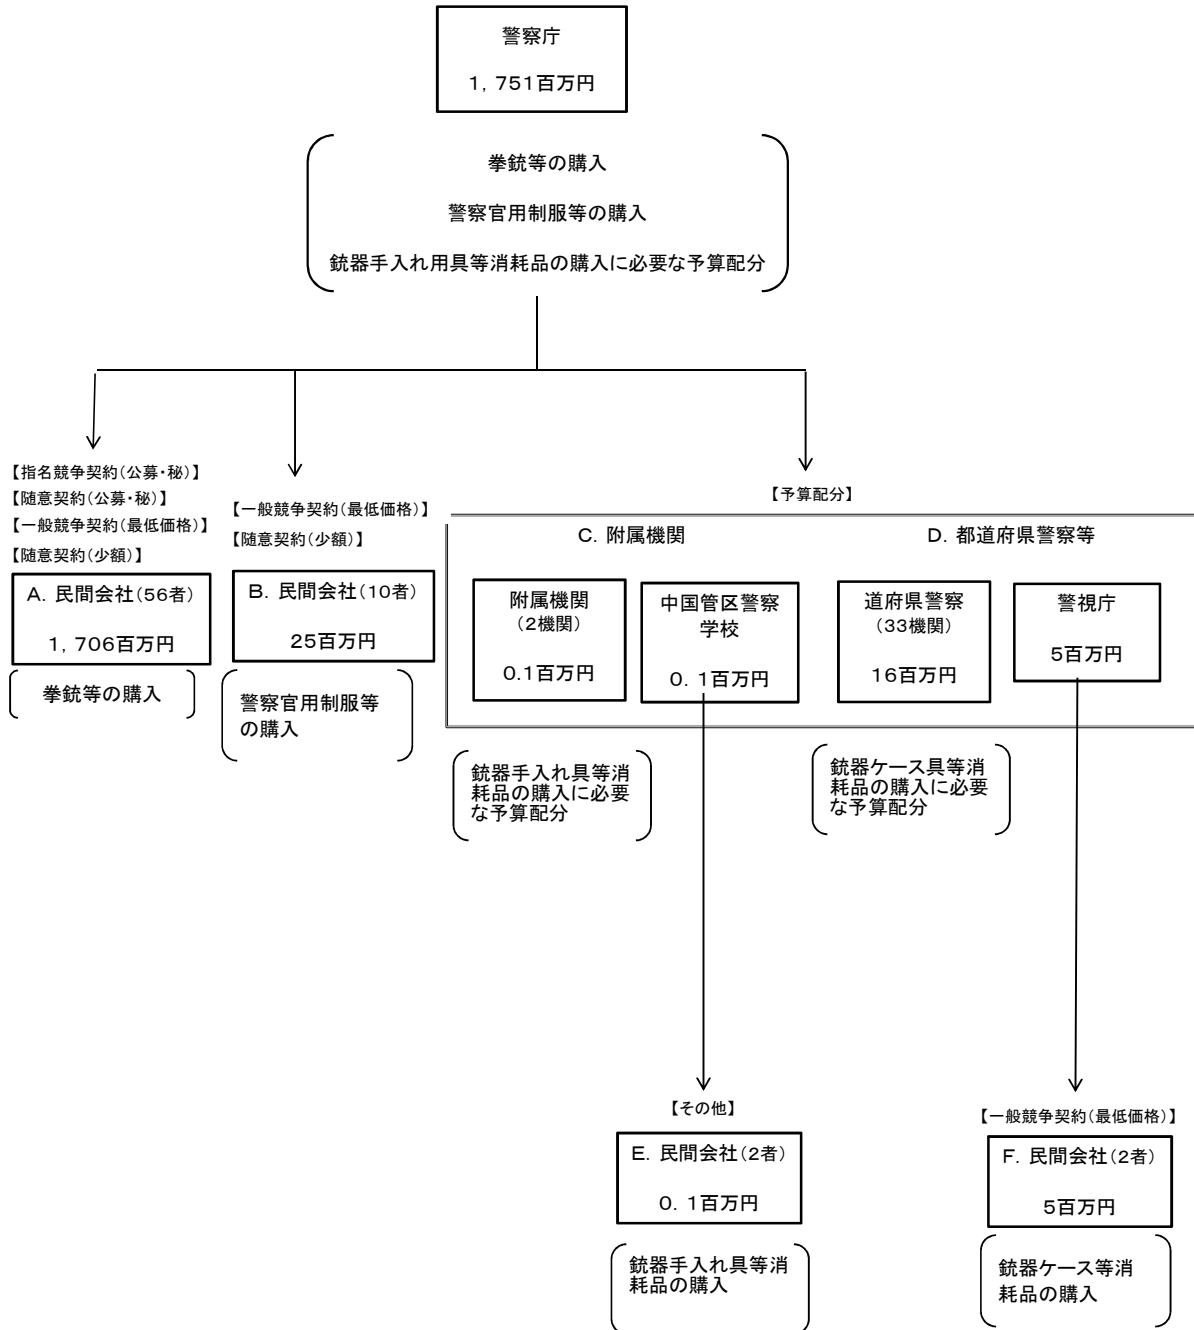 警察庁
1,751百万円
拳銃等の購入
警察官用制服等の購入
銃器手入れ用具等消耗品の購入に必要な予算配分
【指名競争契約(公募・秘)】
【随意契約(公募・秘)】
【一般競争契約(最低価格)】
【随意契約(少額)】
A. 民間会社(56者)
1,706百万円
拳銃等の購入
【一般競争契約(最低価格)】
【随意契約(少額)】
B. 民間会社(10者)
25百万円
警察官用制服等
の購入
【予算配分】
C. 附属機関
附属機関
(2機関)
0.1百万円
中国管区警察
学校
0.1百万円
銃器手入れ具等消
耗品の購入に必要
な予算配分
D. 都道府県警察等
道府県警察
(33機関)
16百万円
警視庁
5百万円
銃器ケース具等消
耗品の購入に必要
な予算配分
【その他】
E. 民間会社(2者)
0.1百万円
銃器手入れ具等消
耗品の購入
【一般競争契約(最低価格)】
F. 民間会社(2者)
5百万円
銃器ケース等消
耗品の購入